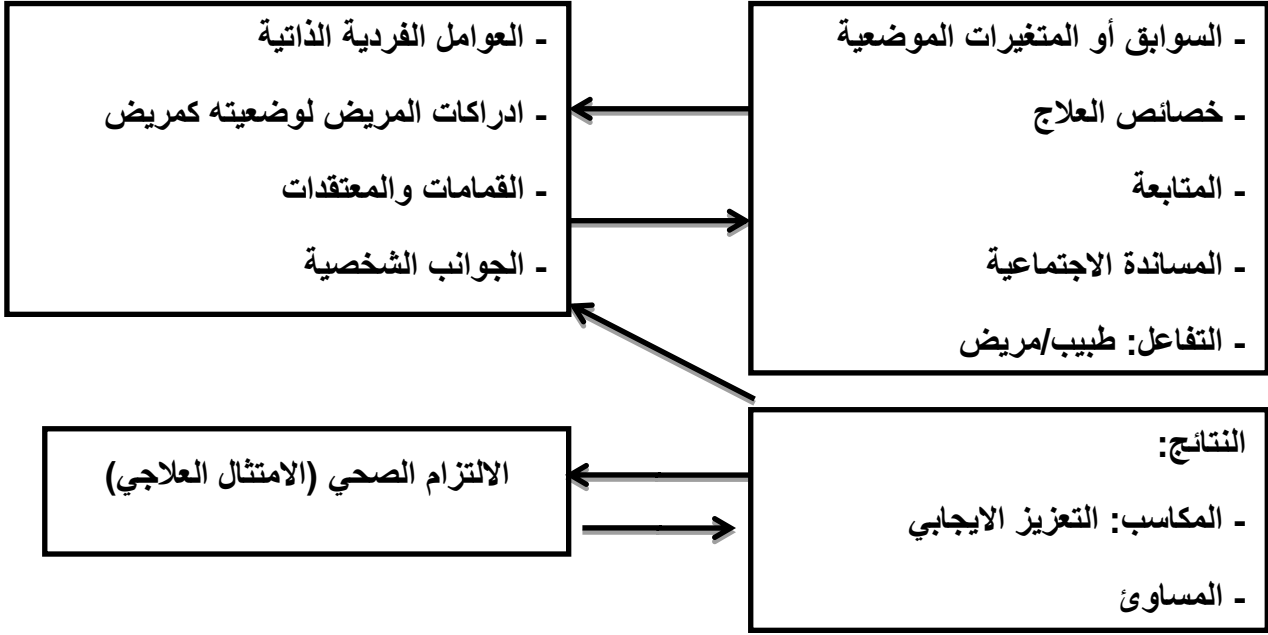 - السوابق أو المتغيرات الموضعية
- خصائص العلاج
- المتابعة
- المساندة الاجتماعية
- التفاعل: طبيب/مريض
- العوامل الفردية الذاتية
- ادراكات المريض لوضعيته كمريض
- القمامات والمعتقدات
- الجوانب الشخصية
النتائج:
- المكاسب: التعزيز الايجابي
- المساوئ
الالتزام الصحي (الامتثال العلاجي)